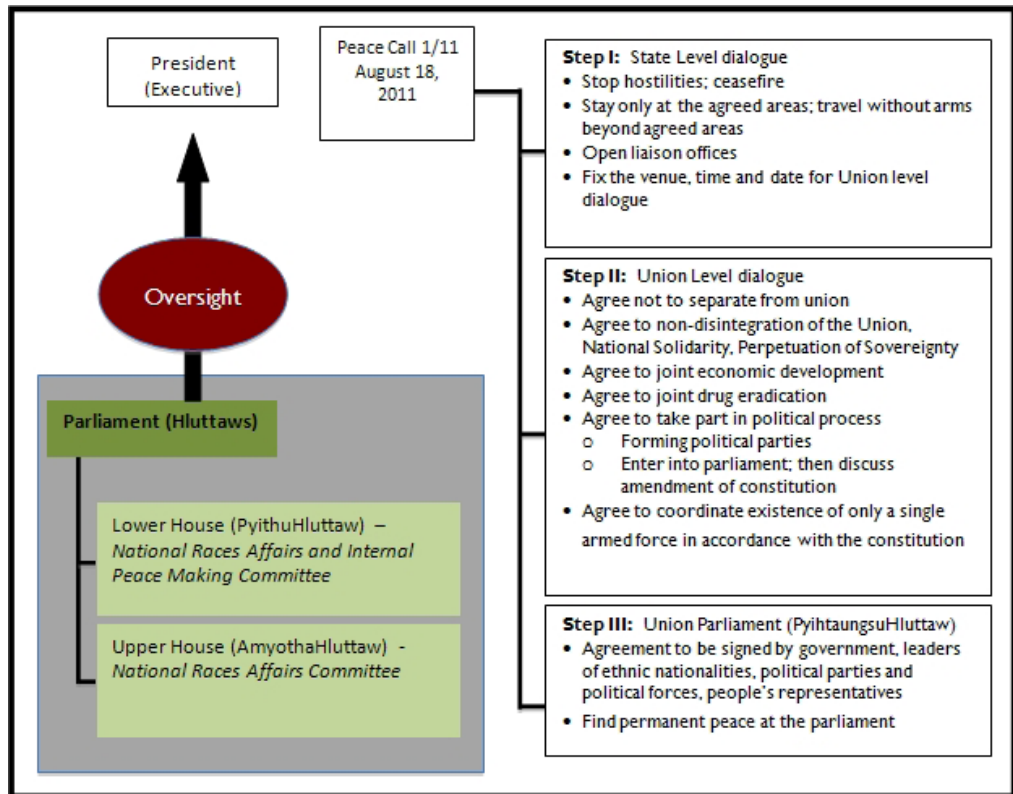 President
(Executive)
Peace Call 1/11
August 18,
2011
Oversight
Parliament (Hluttaws)
Lower House (PyithuHluttaw) –
National Races Affairs and Internal
Peace Making Committee
Upper House (AmyothaHluttaw) -
National Races Affairs Committee
Step I: State Level dialogue
• Stop hostilities; ceasefire
• Stay only at the agreed areas; travel without arms
beyond agreed areas
• Open liaison offices
• Fix the venue, time and date for Union level
dialogue
Step II: Union Level dialogue
• Agree not to separate from union
• Agree to non-disintegration of the Union,
National Solidarity, Perpetuation of Sovereignty
• Agree to joint economic development
• Agree to joint drug eradication
• Agree to take part in political process
o Forming political parties
o Enter into parliament; then discuss
amendment of constitution
• Agree to coordinate existence of only a single
armed force in accordance with the constitution
Step III: Union Parliament (PyihtaungsuHluttaw)
• Agreement to be signed by government, leaders
of ethnic nationalities, political parties and
political forces, people's representatives
• Find permanent peace at the parliament